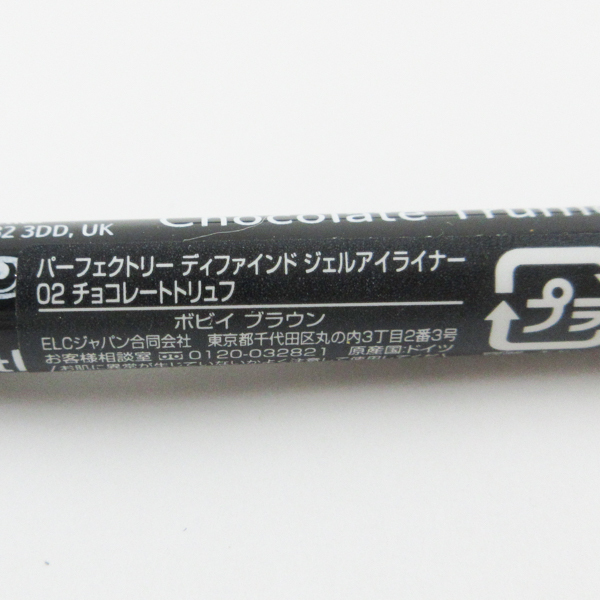 Chocolate Truffl
3DD, UK
パーフェクトリー ディファインド ジェルアイライナー
02 チョコレートトリュフ
ボビイ ブラウン
ELCジャパン合同会社 東京都千代田区丸の内3丁目2番3号
お客様相談室 0120-032821 原産国:ドイツ
プラ